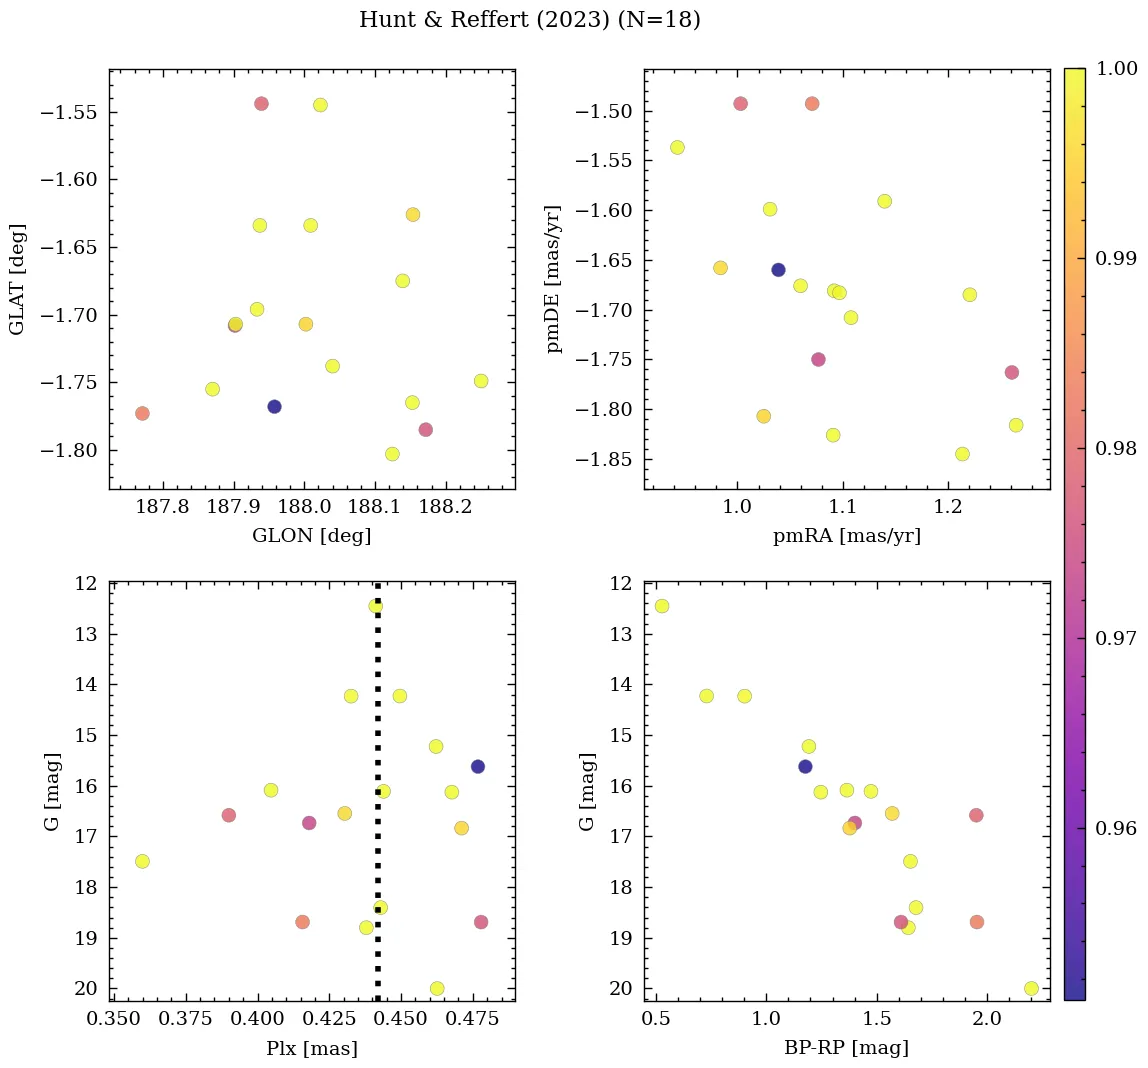 Hunt & Reffert (2023) (N=18)
−1.55
−1.60
−1.65
−1.70
−1.75
−1.80
GLAT [deg]
187.8 187.9 188.0 188.1 188.2
GLON [deg]
−1.50
−1.55
−1.60
−1.65
−1.70
−1.75
−1.80
−1.85
pmDE [mas/yr]
1.0 1.1 1.2
pmRA [mas/yr]
1.00
0.99
0.98
0.97
0.96
12
13
14
15
16
17
18
19
20
G [mag]
0.350 0.375 0.400 0.425 0.450 0.475
Plx [mas]
12
13
14
15
16
17
18
19
20
G [mag]
0.5 1.0 1.5 2.0
BP-RP [mag]